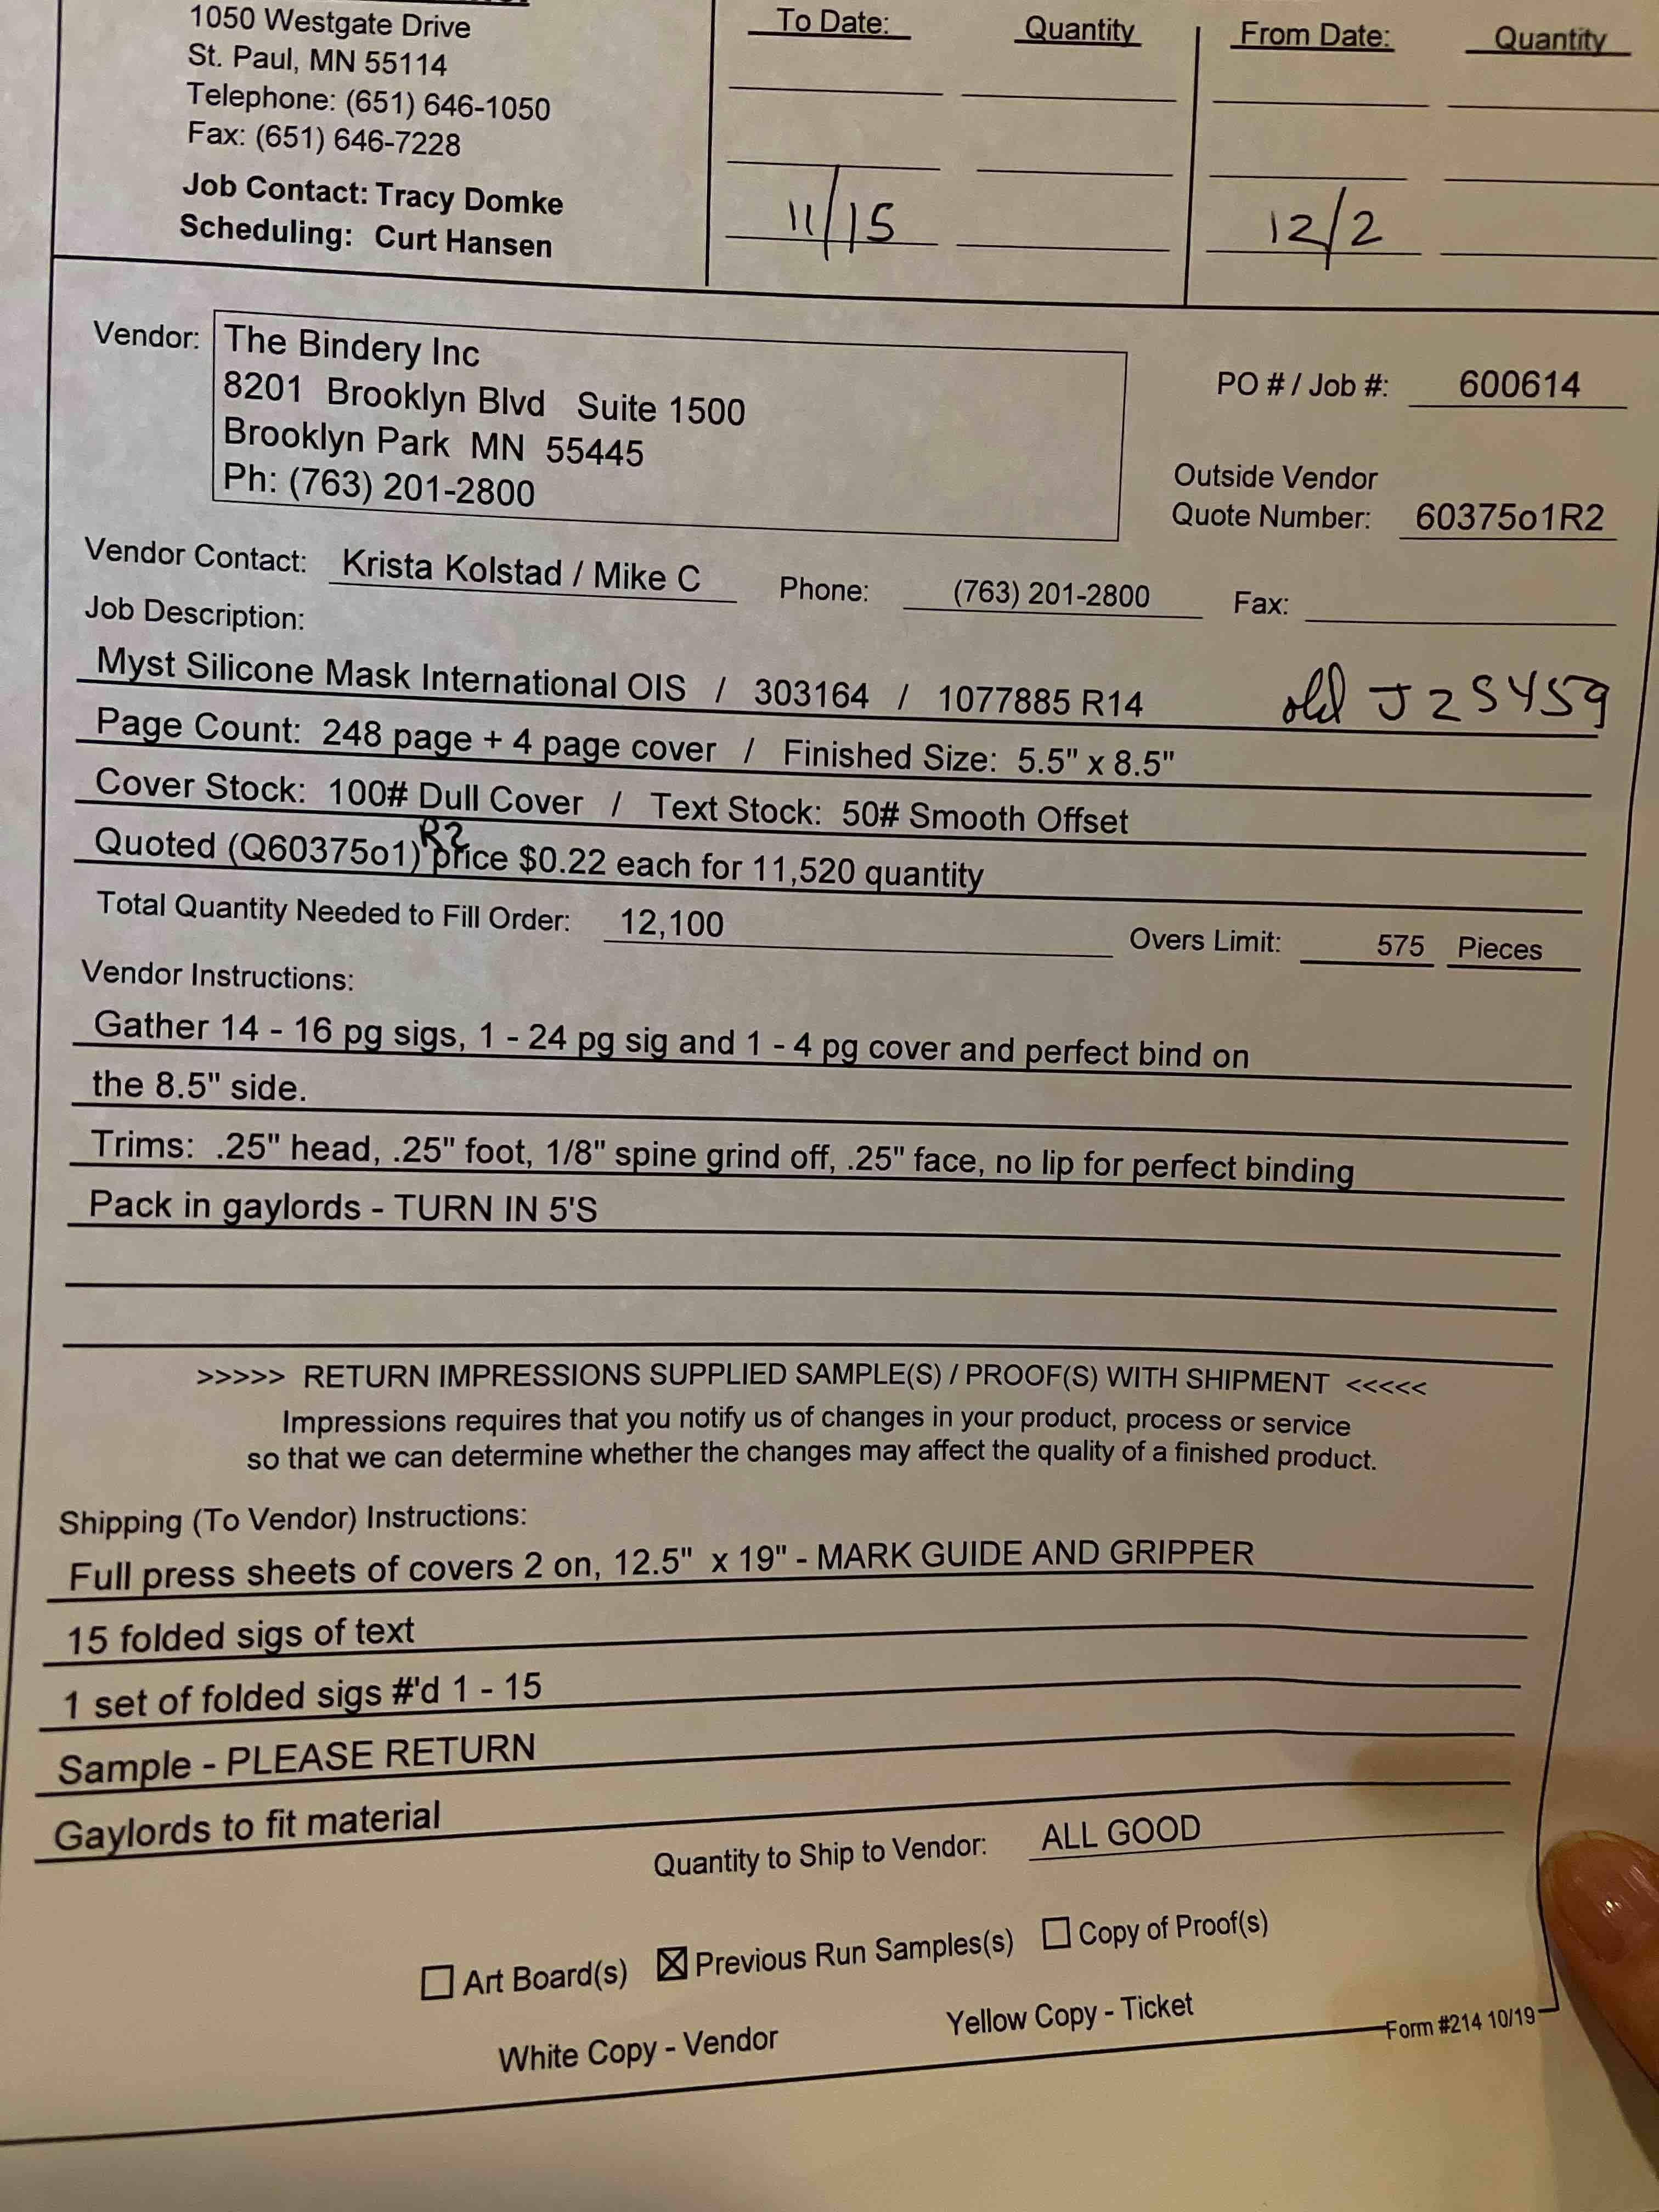 1050 Westgate Drive
St. Paul, MN 55114
Telephone: (651) 646-1050
Fax: (651) 646-7228
Job Contact: Tracy Domke
Scheduling: Curt Hansen
To Date: Quantity From Date: Quantity
11/15 12/2
Vendor: The Bindery Inc
8201 Brooklyn Blvd Suite 1500
Brooklyn Park MN 55445
Ph: (763) 201-2800
PO # / Job #: 600614
Outside Vendor
Quote Number: 60375o1R2
Vendor Contact: Krista Kolstad / Mike C Phone: (763) 201-2800 Fax:
Job Description:
Myst Silicone Mask International OIS / 303164 / 1077885 R14 old J25459
Page Count: 248 page + 4 page cover / Finished Size: 5.5" x 8.5"
Cover Stock: 100# Dull Cover / Text Stock: 50# Smooth Offset
Quoted (Q60375o1) R2 price $0.22 each for 11,520 quantity
Total Quantity Needed to Fill Order: 12,100 Overs Limit: 575 Pieces
Vendor Instructions:
Gather 14 - 16 pg sigs, 1 - 24 pg sig and 1 - 4 pg cover and perfect bind on
the 8.5" side.
Trims: .25" head, .25" foot, 1/8" spine grind off, .25" face, no lip for perfect binding
Pack in gaylords - TURN IN 5'S
>>>>> RETURN IMPRESSIONS SUPPLIED SAMPLE(S) / PROOF(S) WITH SHIPMENT <<<<<
Impressions requires that you notify us of changes in your product, process or service
so that we can determine whether the changes may affect the quality of a finished product.
Shipping (To Vendor) Instructions:
Full press sheets of covers 2 on, 12.5" x 19" - MARK GUIDE AND GRIPPER
15 folded sigs of text
1 set of folded sigs #'d 1 - 15
Sample - PLEASE RETURN
Gaylords to fit material
Quantity to Ship to Vendor: ALL GOOD
☐ Art Board(s) ☒ Previous Run Samples(s) ☐ Copy of Proof(s)
White Copy - Vendor Yellow Copy - Ticket
Form #214 10/19